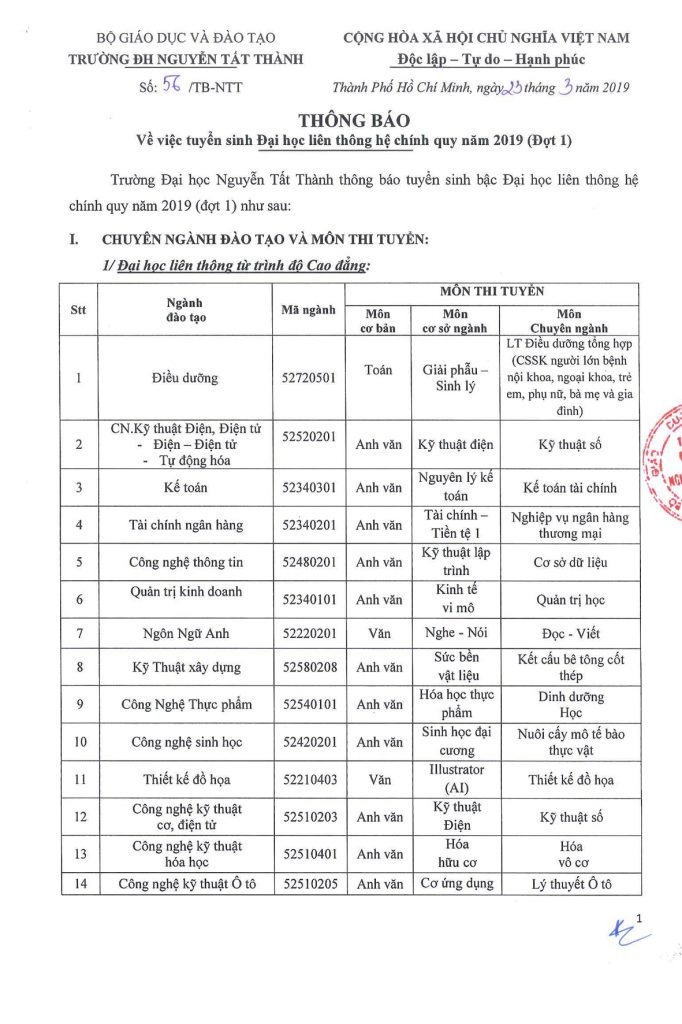 BỘ GIÁO DỤC VÀ ĐÀO TẠO
TRƯỜNG ĐH NGUYỄN TẤT THÀNH
Số: 56 /TB-NTT
CỘNG HÒA XÃ HỘI CHỦ NGHĨA VIỆT NAM
Độc lập – Tự do – Hạnh phúc
Thành Phố Hồ Chí Minh, ngày 23 tháng 3 năm 2019
THÔNG BÁO
Về việc tuyển sinh Đại học liên thông hệ chính quy năm 2019 (Đợt 1)
Trường Đại học Nguyễn Tất Thành thông báo tuyển sinh bậc Đại học liên thông hệ
chính quy năm 2019 (đợt 1) như sau:
I. CHUYÊN NGÀNH ĐÀO TẠO VÀ MÔN THI TUYỂN:
1/ Đại học liên thông từ trình độ Cao đẳng:
Stt
Ngành
đào tạo
Mã ngành
MÔN THI TUYỂN
Môn
cơ bản
Môn
cơ sở ngành
Môn
Chuyên ngành
1
Điều dưỡng
52720501
Toán
Giải phẫu –
Sinh lý
LT Điều dưỡng tổng hợp
(CSSK người lớn bệnh
nội khoa, ngoại khoa, trẻ
em, phụ nữ, bà mẹ và gia
đình)
2
CN.Kỹ thuật Điện, Điện tử
- Điện – Điện tử
- Tự động hóa
52520201
Anh văn
Kỹ thuật điện
Kỹ thuật số
3
Kế toán
52340301
Anh văn
Nguyên lý kế
toán
Kế toán tài chính
4
Tài chính ngân hàng
52340201
Anh văn
Tài chính –
Tiền tệ 1
Nghiệp vụ ngân hàng
thương mại
5
Công nghệ thông tin
52480201
Anh văn
Kỹ thuật lập
trình
Cơ sở dữ liệu
6
Quản trị kinh doanh
52340101
Anh văn
Kinh tế
vi mô
Quản trị học
7
Ngôn Ngữ Anh
52220201
Văn
Nghe - Nói
Đọc - Viết
8
Kỹ Thuật xây dựng
52580208
Anh văn
Sức bền
vật liệu
Kết cấu bê tông cốt
thép
9
Công Nghệ Thực phẩm
52540101
Anh văn
Hóa học thực
phẩm
Dinh dưỡng
Học
10
Công nghệ sinh học
52420201
Anh văn
Sinh học đại
cương
Nuôi cấy mô tế bào
thực vật
11
Thiết kế đồ họa
52210403
Văn
Illustrator
(AI)
Thiết kế đồ họa
12
Công nghệ kỹ thuật
cơ, điện tử
52510203
Anh văn
Kỹ thuật
Điện
Kỹ thuật số
13
Công nghệ kỹ thuật
hóa học
52510401
Anh văn
Hóa
hữu cơ
Hóa
vô cơ
14
Công nghệ kỹ thuật Ô tô
52510205
Anh văn
Cơ ứng dụng
Lý thuyết Ô tô
1